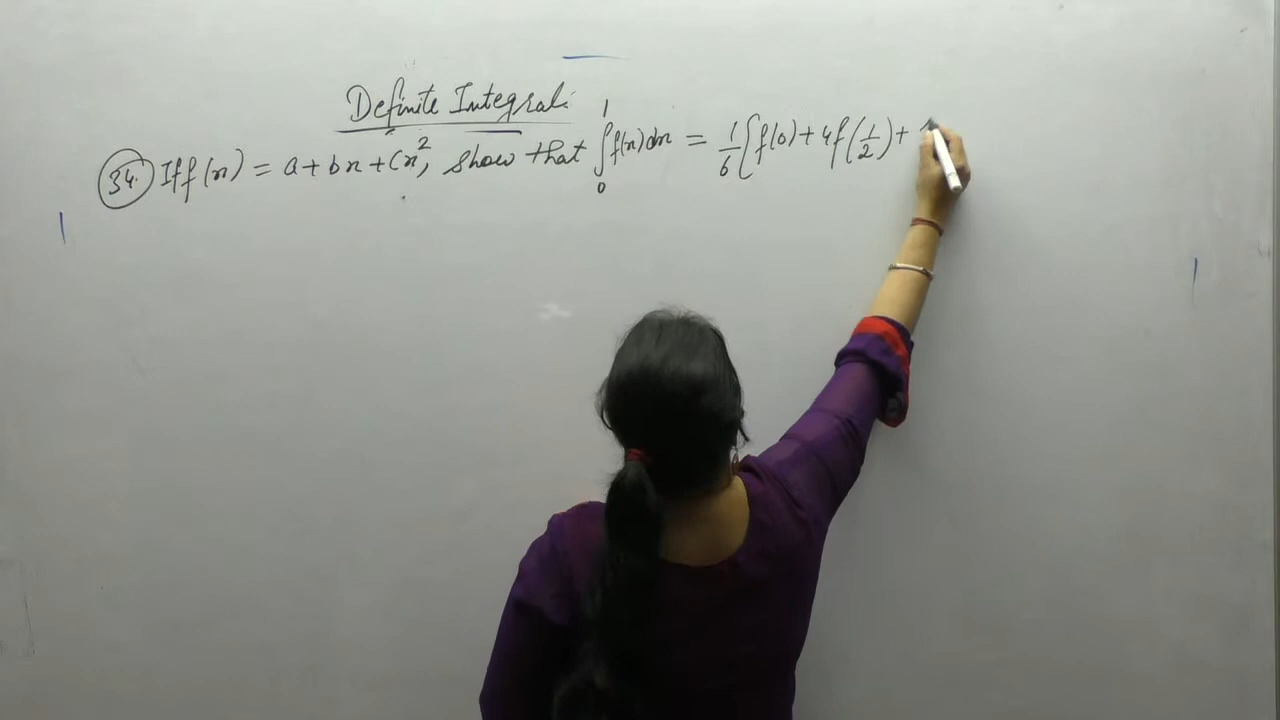 Definite Integral:
34. If f(x) = a + bx + Cx², show that ∫₀¹ f(x)dx = 1/6 [f(0) + 4f(1/2) +